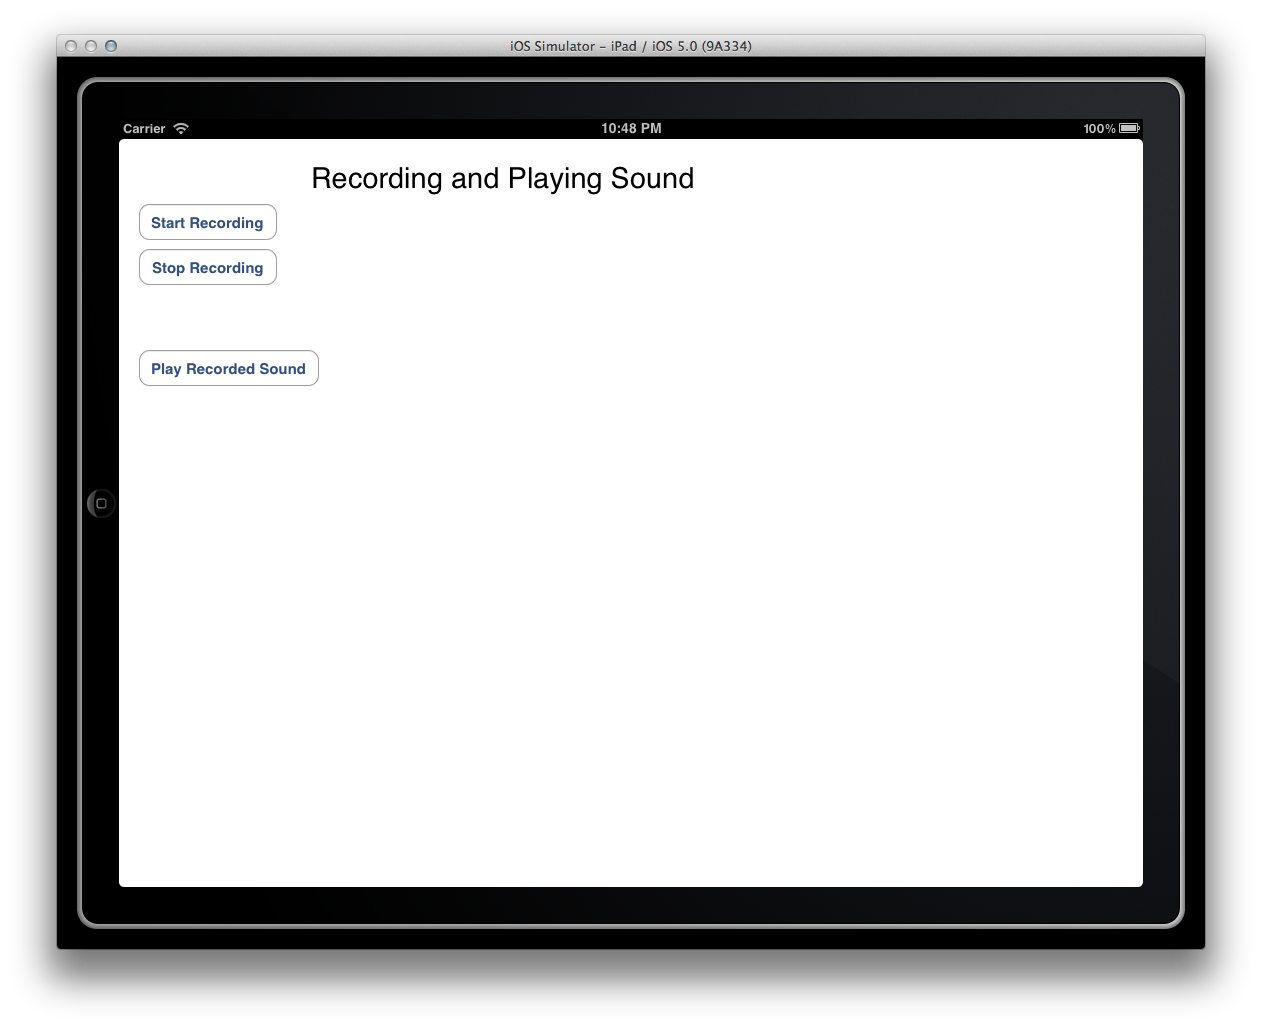 iOS Simulator – iPad / iOS 5.0 (9A334)
Carrier 10:48 PM 100%
Recording and Playing Sound
Start Recording
Stop Recording
Play Recorded Sound